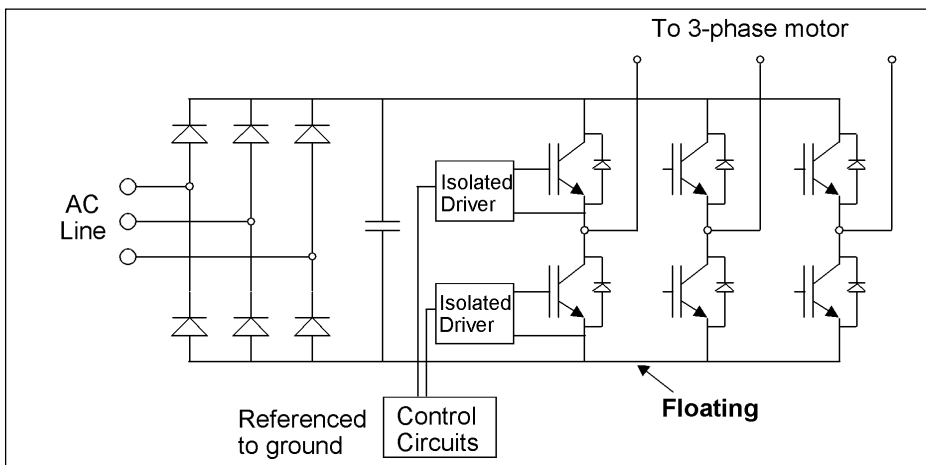 To 3-phase motor
AC
Line
Isolated
Driver
Isolated
Driver
Floating
Referenced
to ground
Control
Circuits